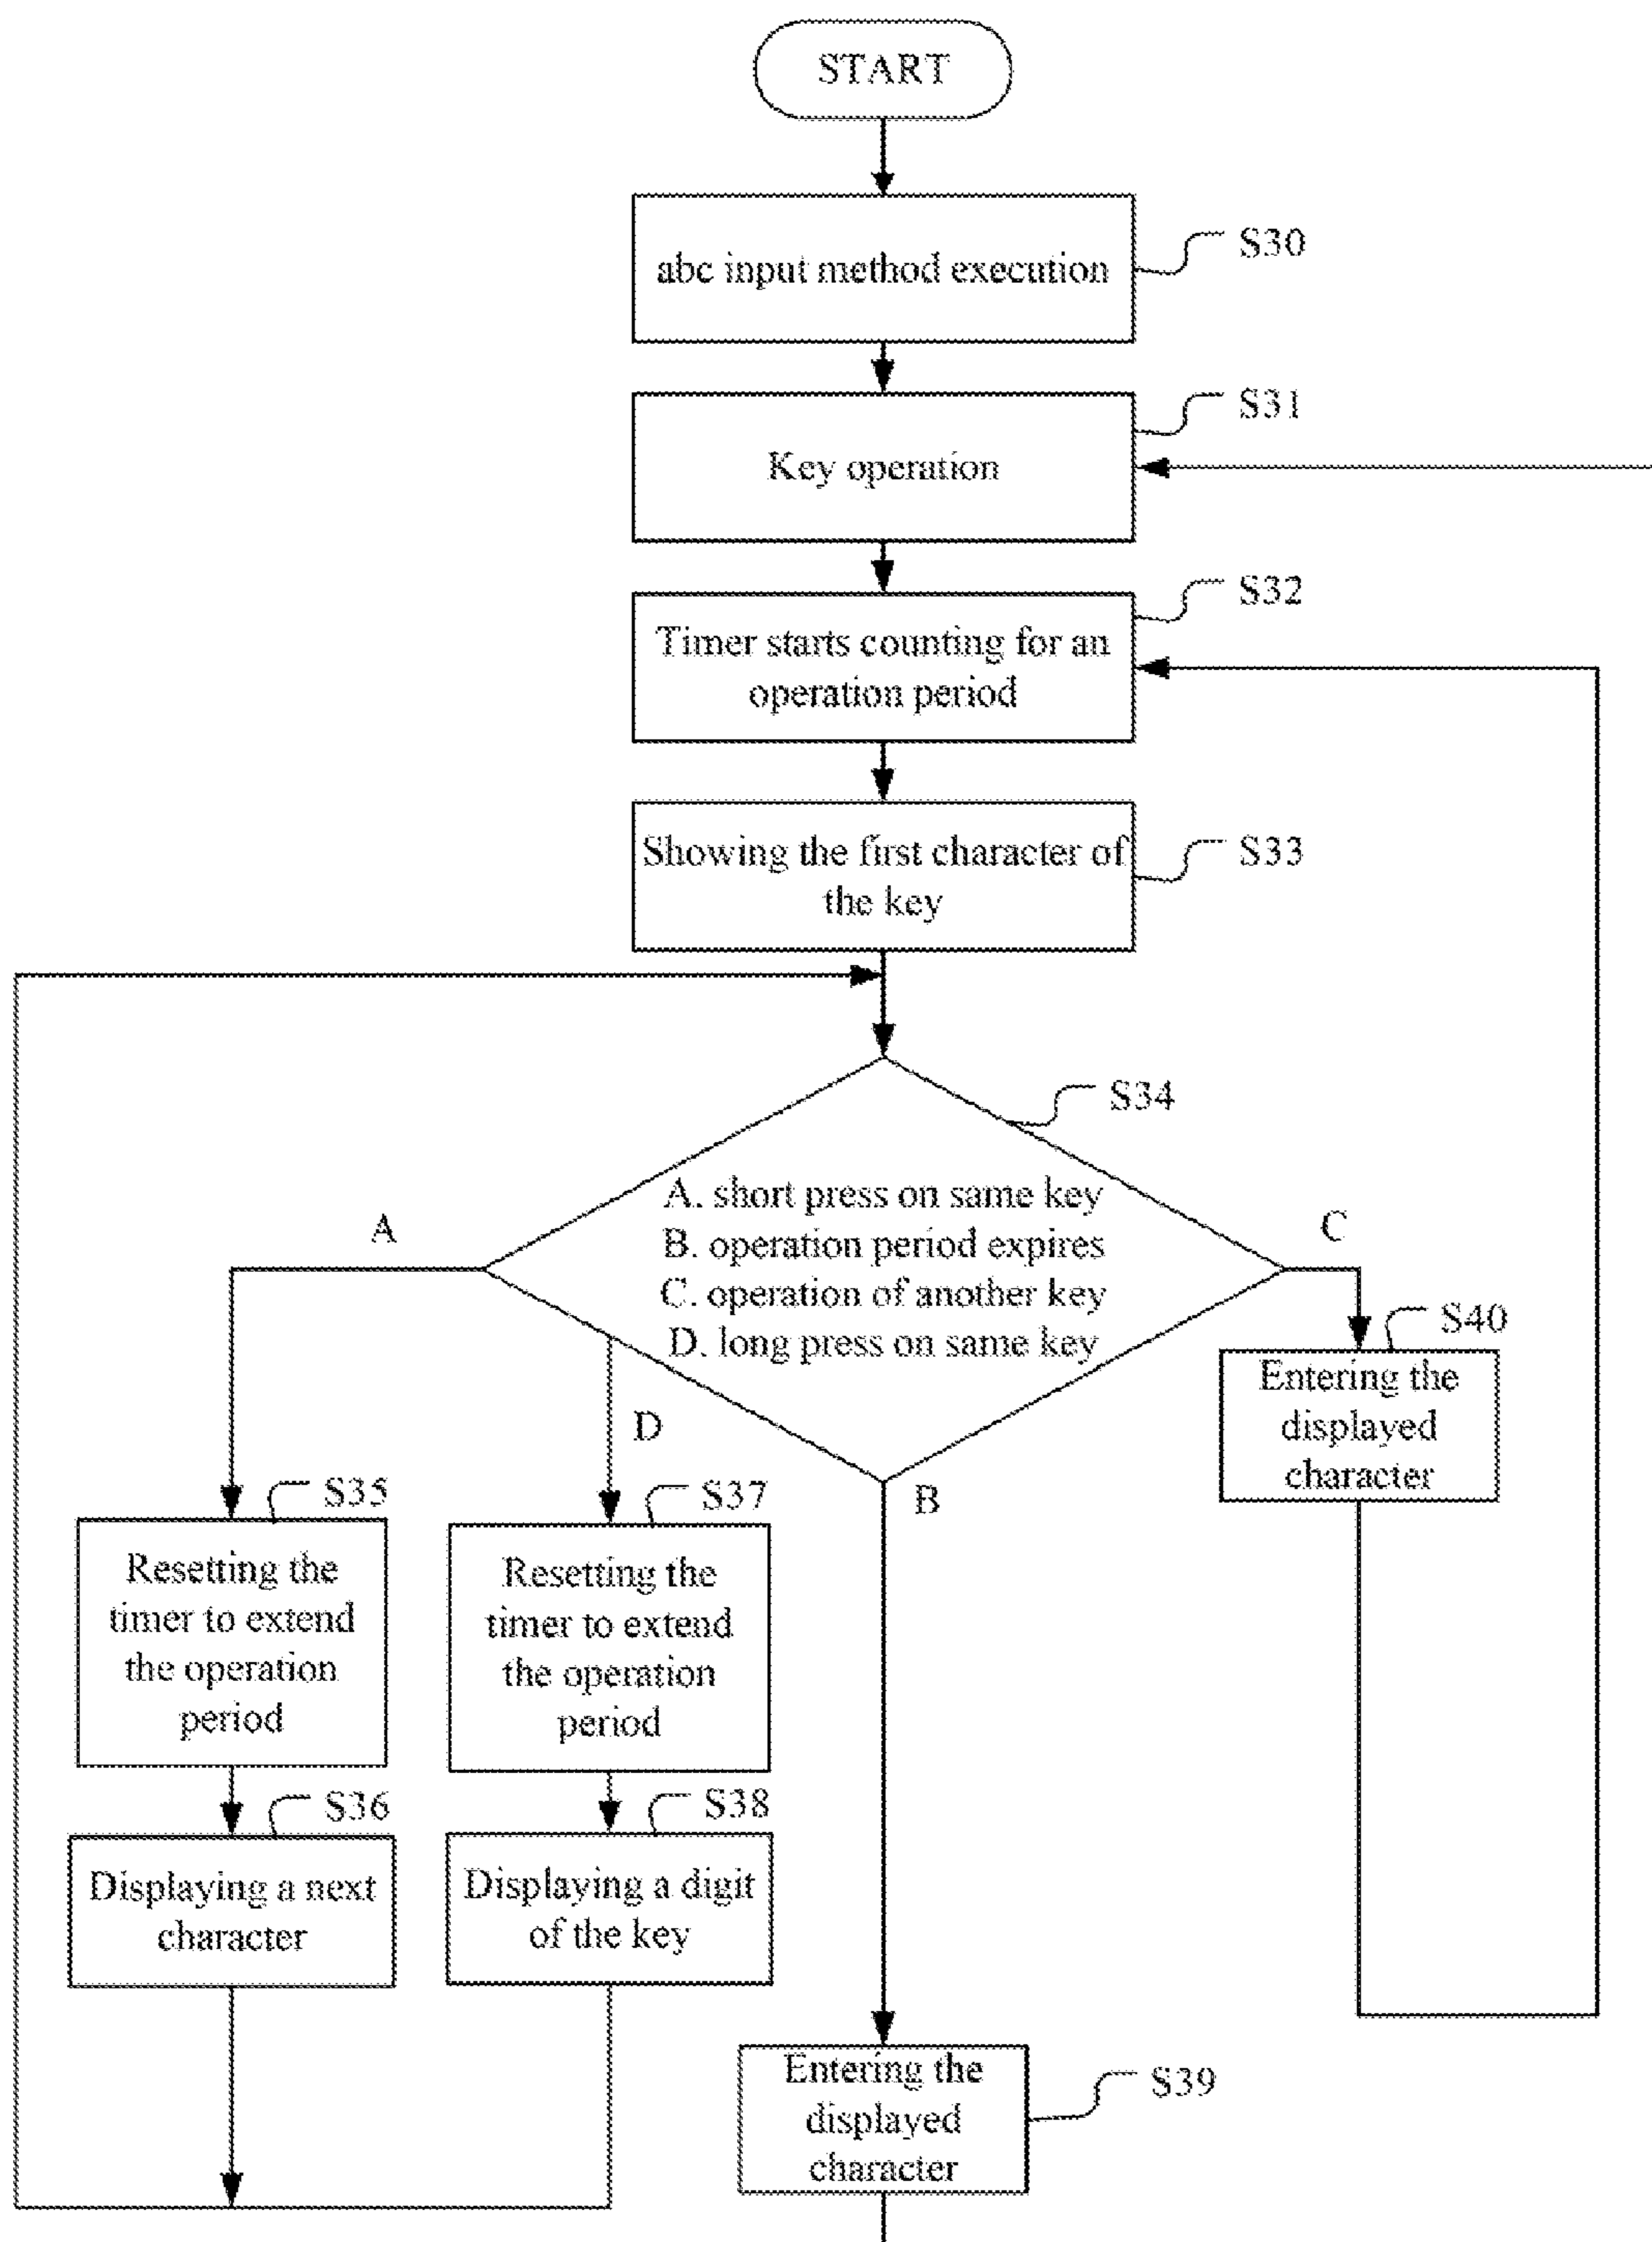 START
abc input method execution
S30
Key operation
S31
Timer starts counting for an
operation period
S32
Showing the first character of
the key
S33
S34
A. short press on same key
B. operation period expires
C. operation of another key
D. long press on same key
A
C
D
B
S40
Entering the
displayed
character
S35
Resetting the
timer to extend
the operation
period
S37
Resetting the
timer to extend
the operation
period
S36
Displaying a next
character
S38
Displaying a digit
of the key
Entering the
displayed
character
S39